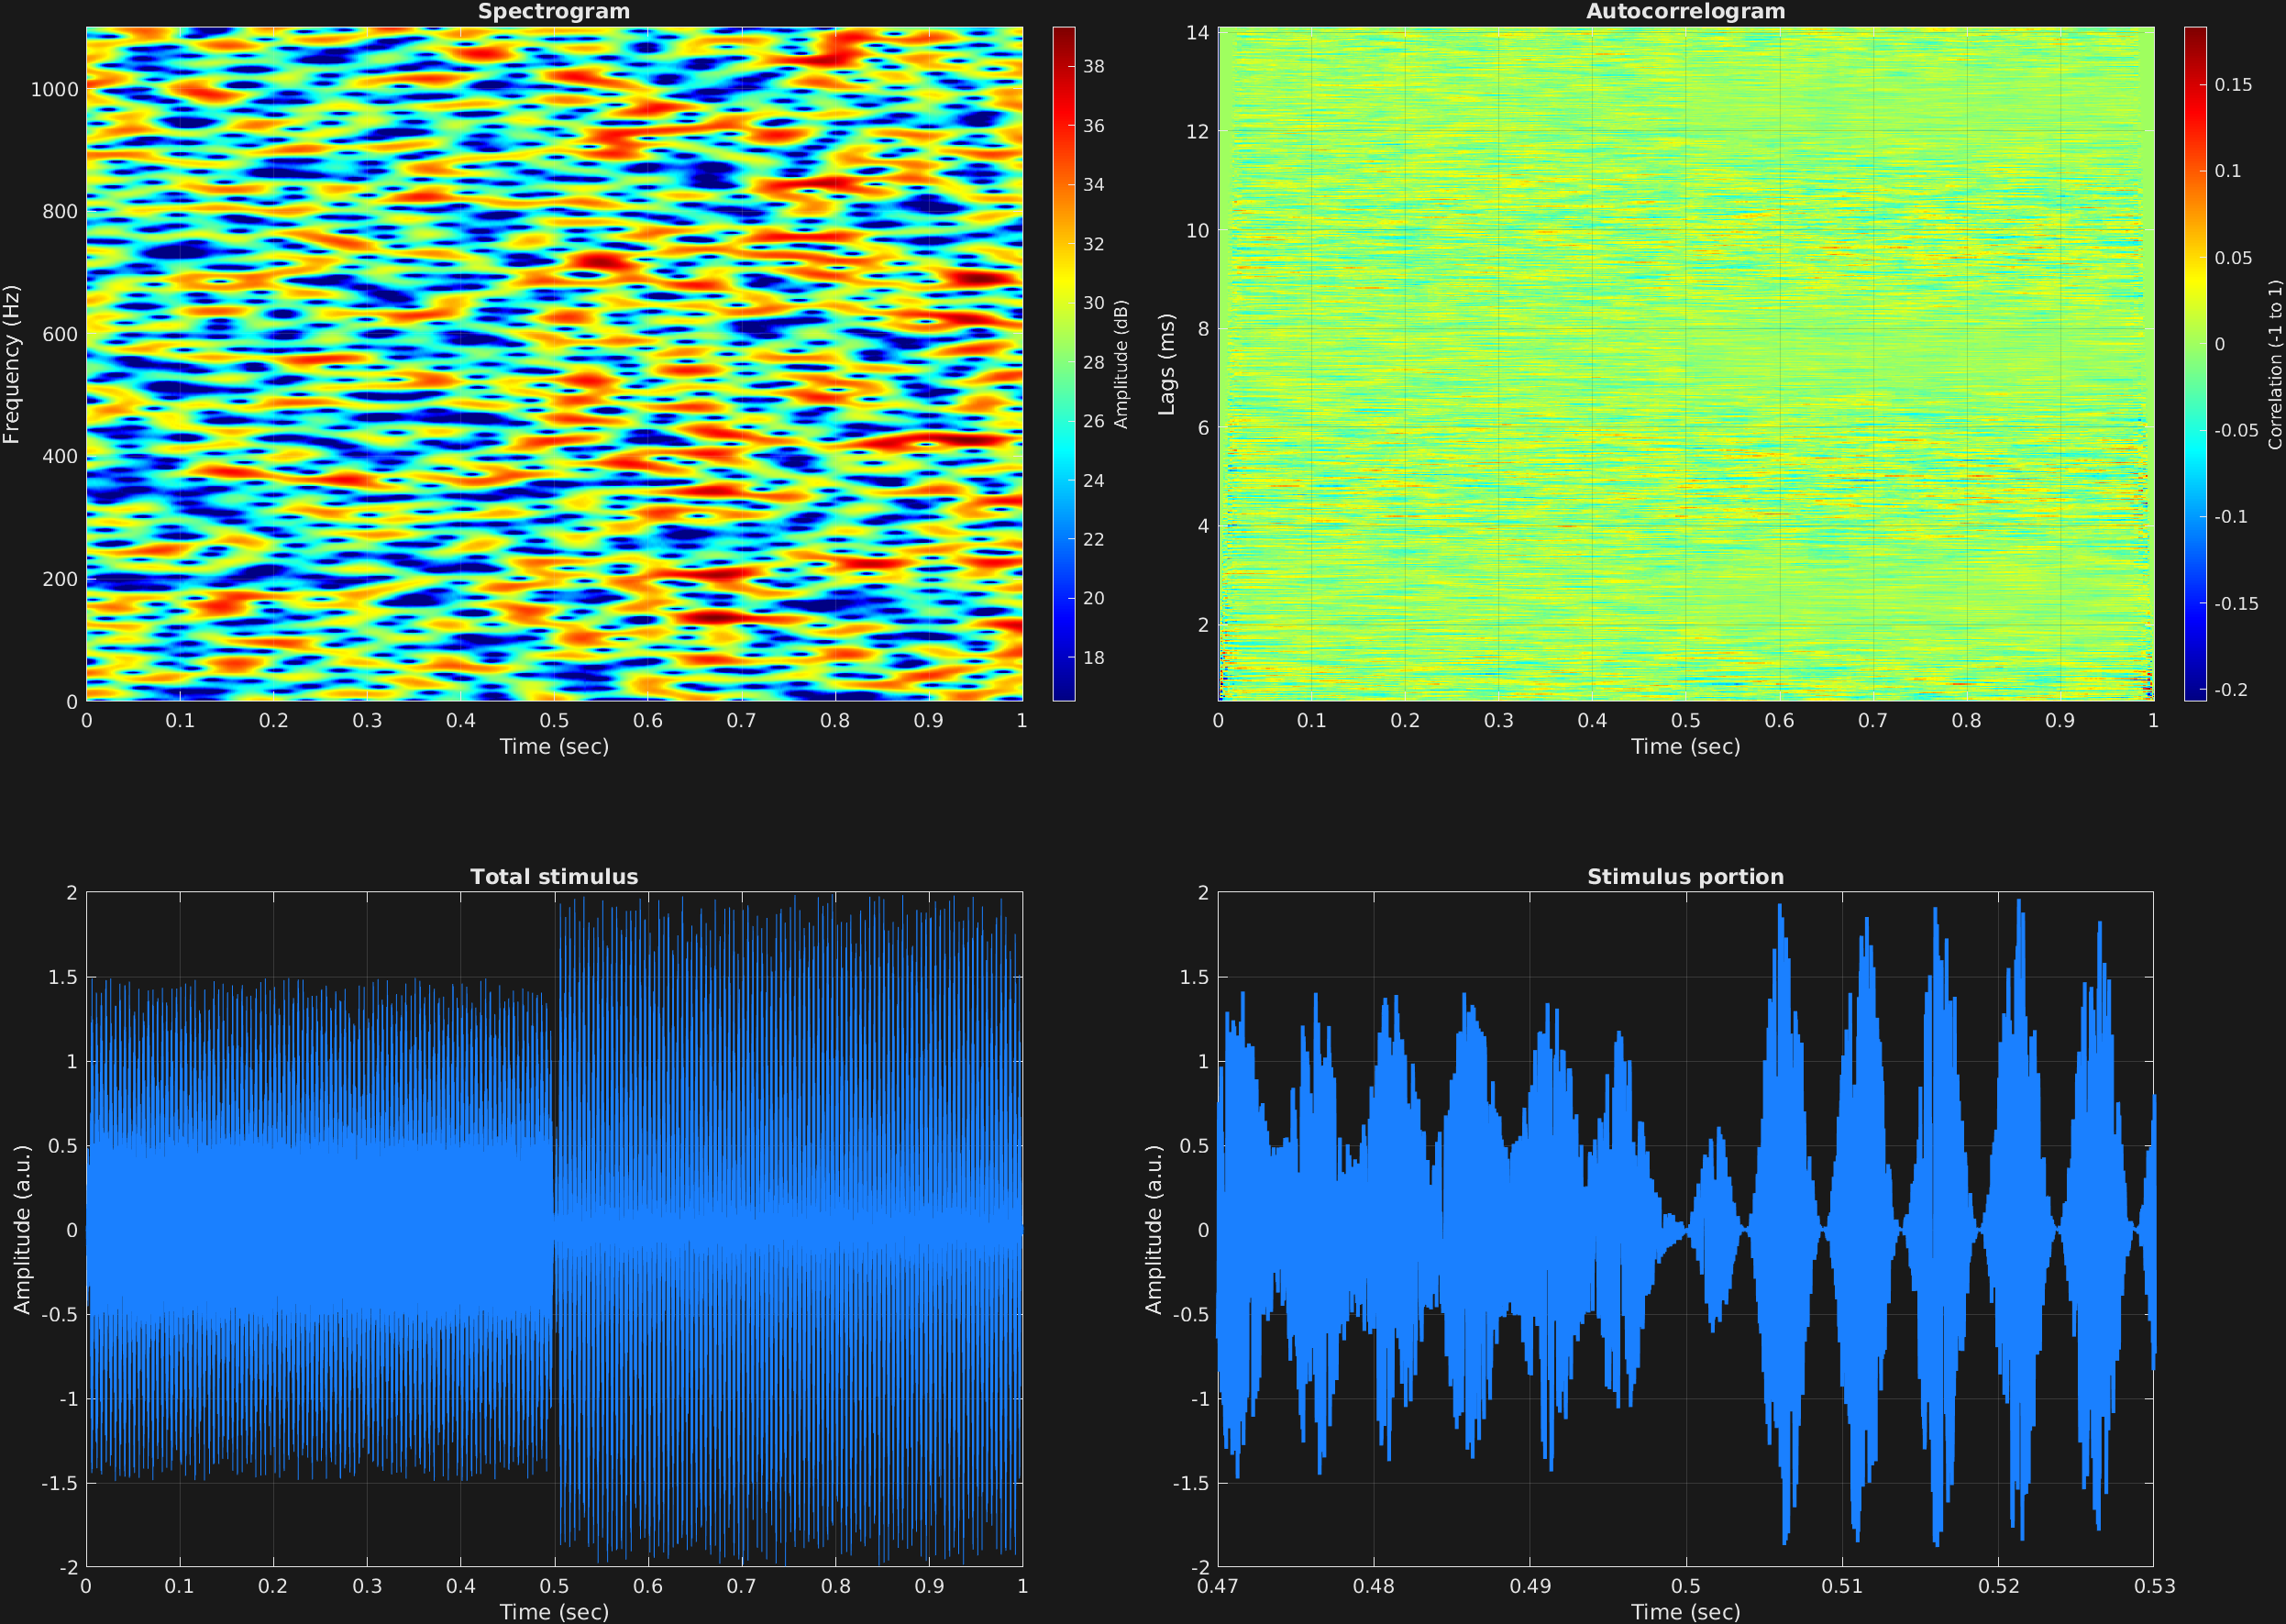 Spectrogram
1000
800
600
400
200
0
Frequency (Hz)
0 0.1 0.2 0.3 0.4 0.5 0.6 0.7 0.8 0.9 1
Time (sec)
38
36
34
32
30
28
26
24
22
20
18
Amplitude (dB)
Autocorrelogram
14
12
10
8
6
4
2
Lags (ms)
0 0.1 0.2 0.3 0.4 0.5 0.6 0.7 0.8 0.9 1
Time (sec)
0.15
0.1
0.05
0
-0.05
-0.1
-0.15
-0.2
Correlation (-1 to 1)
Total stimulus
2
1.5
1
0.5
0
-0.5
-1
-1.5
-2
Amplitude (a.u.)
0 0.1 0.2 0.3 0.4 0.5 0.6 0.7 0.8 0.9 1
Time (sec)
Stimulus portion
2
1.5
1
0.5
0
-0.5
-1
-1.5
-2
Amplitude (a.u.)
0.47 0.48 0.49 0.5 0.51 0.52 0.53
Time (sec)